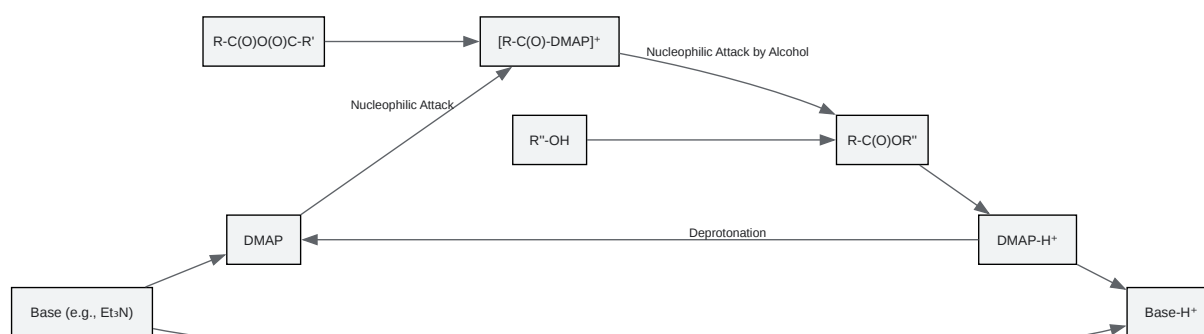 R-C(O)O(O)C-R'
[R-C(O)-DMAP]⁺
Nucleophilic Attack by Alcohol
Nucleophilic Attack
R"-OH
R-C(O)OR"
DMAP
Deprotonation
DMAP-H⁺
Base (e.g., Et₃N)
Base-H⁺